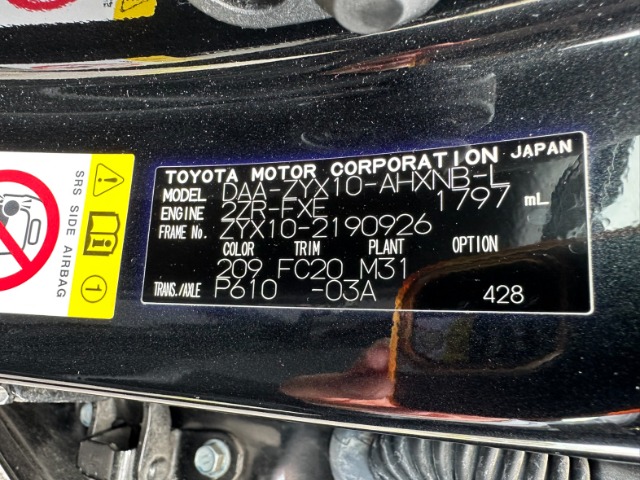 TOYOTA MOTOR CORPORATION JAPAN
MODEL DAA-ZYX10-AHXNB-L
ENGINE 2ZR-FXE 1797 mL
FRAME No. ZYX10-2190926
COLOR TRIM PLANT OPTION
209 FC20 M31
TRANS./AXLE P610 -03A 428
SRS SIDE AIRBAG
i
1